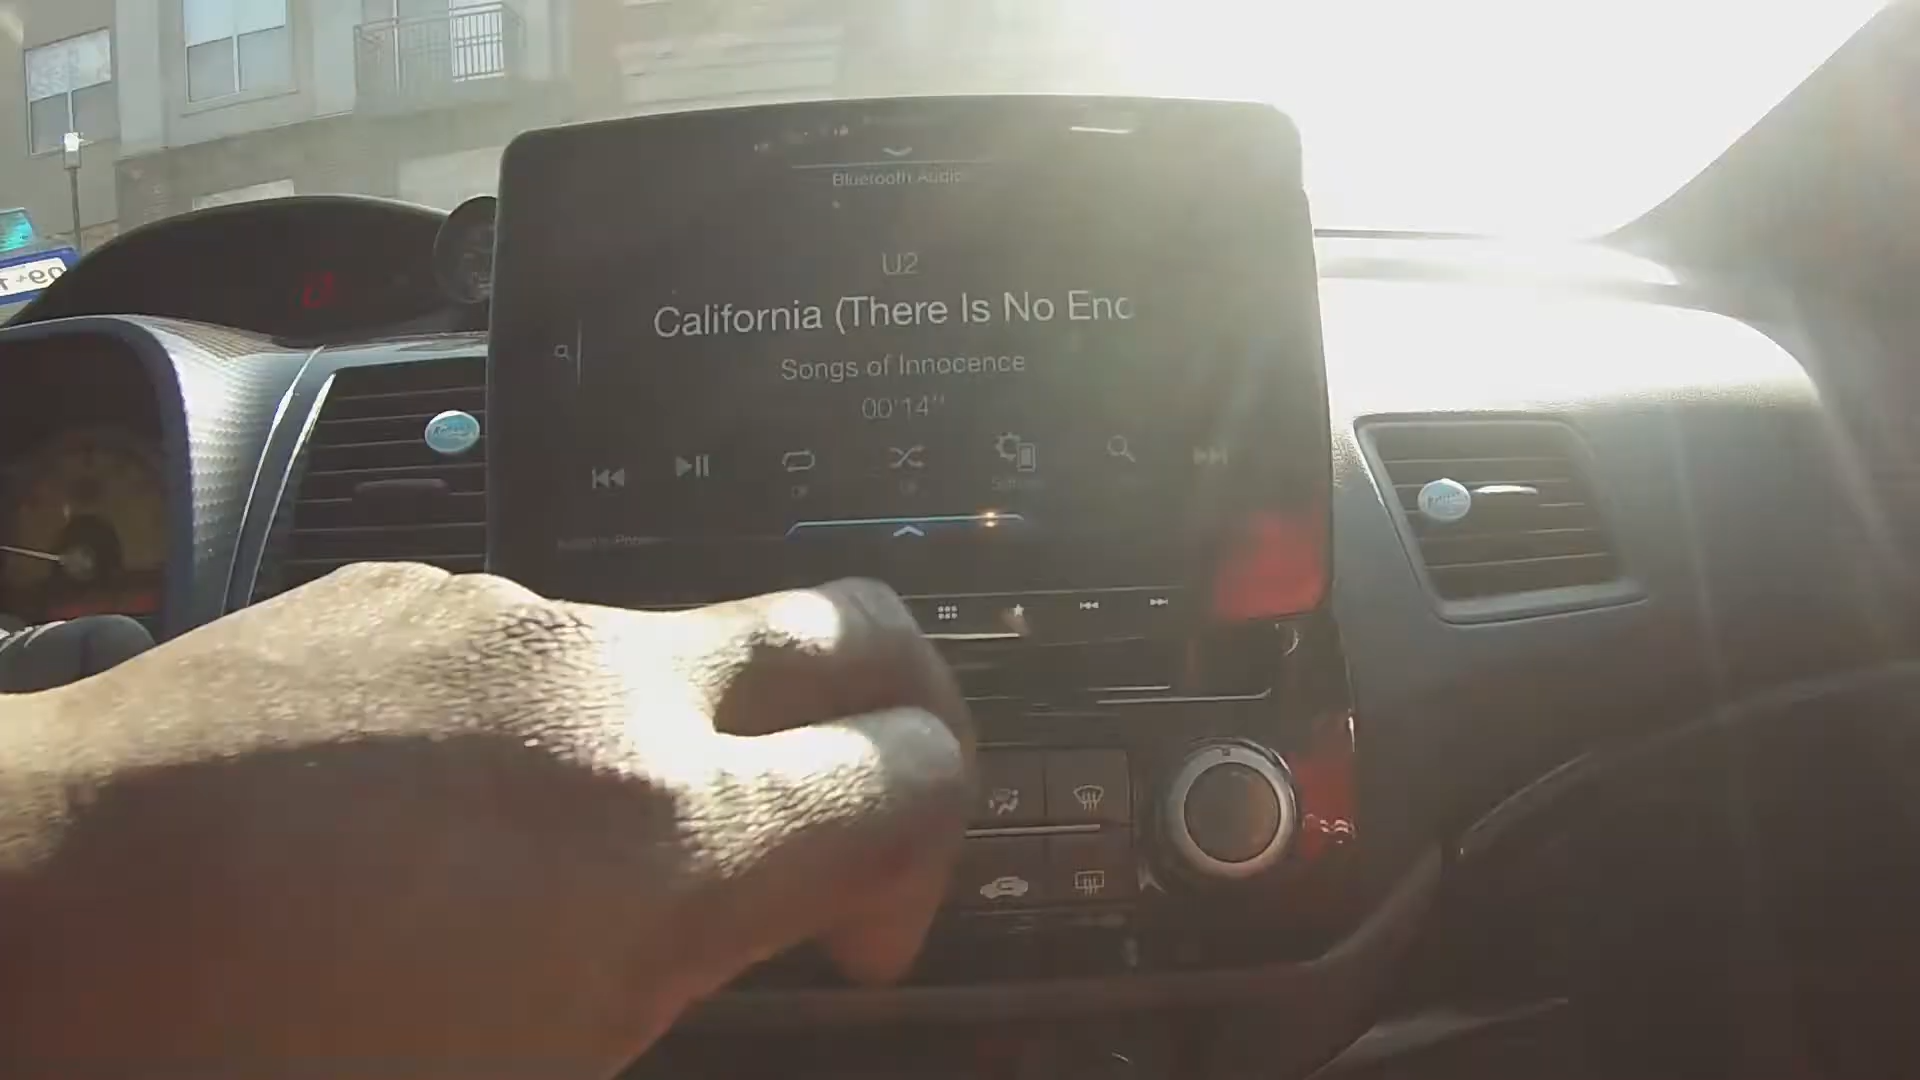 Bluetooth Audio
U2
California (There Is No Enc
Songs of Innocence
00'14"